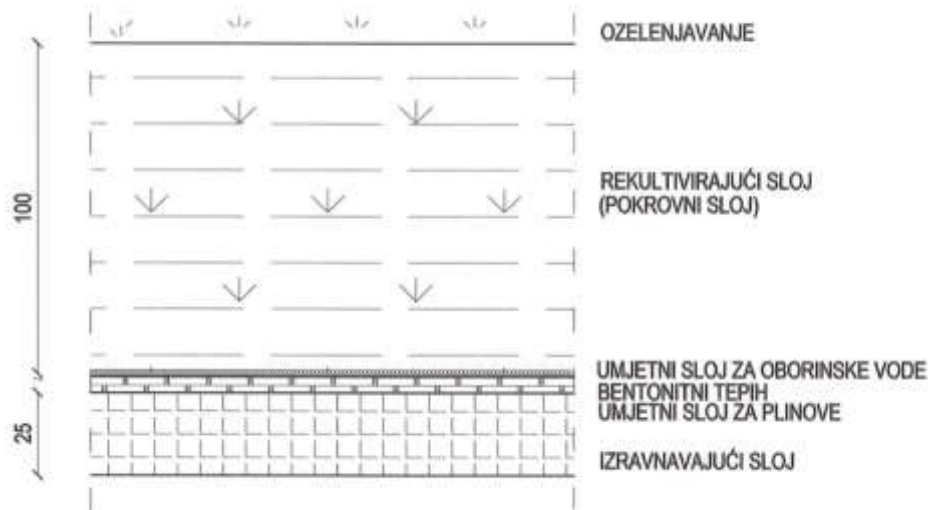 OZELENJAVANJE
100
REKULTIVIRAJUĆI SLOJ
(POKROVNI SLOJ)
UMJETNI SLOJ ZA OBORINSKE VODE
BENTONITNI TEPIH
UMJETNI SLOJ ZA PLINOVE
25
IZRAVNAVAJUĆI SLOJ